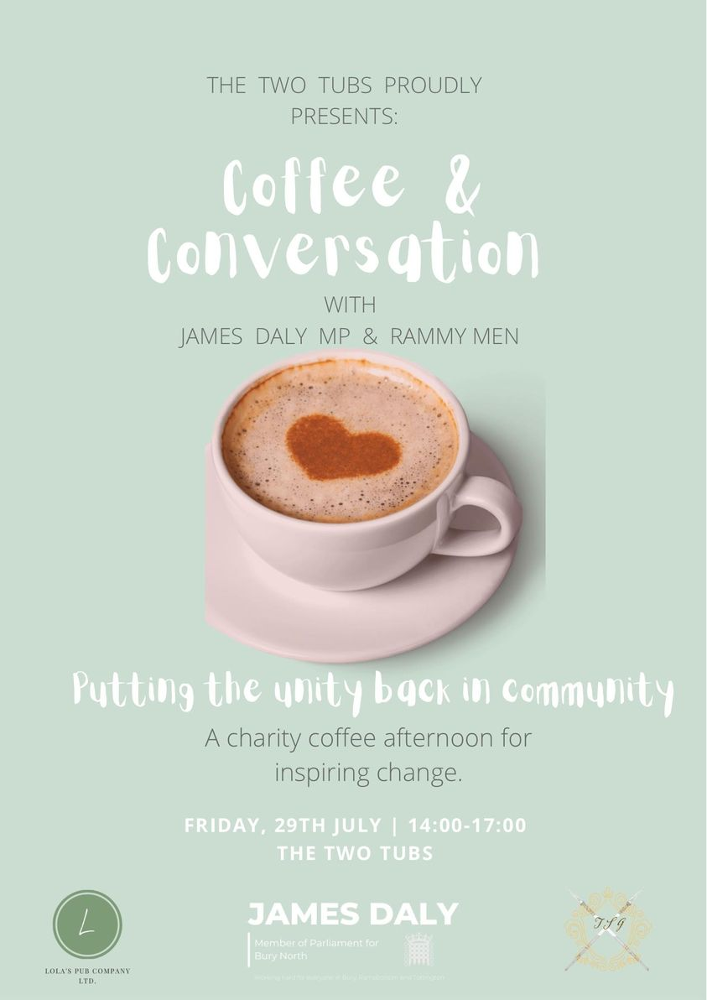 THE TWO TUBS PROUDLY
PRESENTS:
Coffee &
Conversation
WITH
JAMES DALY MP & RAMMY MEN
Putting the unity back in community
A charity coffee afternoon for
inspiring change.
FRIDAY, 29TH JULY | 14:00-17:00
THE TWO TUBS
L
LOLA'S PUB COMPANY
LTD.
JAMES DALY
Member of Parliament for
Bury North
Working hard for everyone in Bury, Ramsbottom and Tottington
TSG